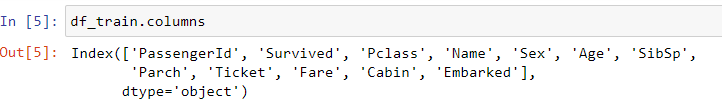 In [5]: df_train.columns
Out[5]: Index(['PassengerId', 'Survived', 'Pclass', 'Name', 'Sex', 'Age', 'SibSp',
'Parch', 'Ticket', 'Fare', 'Cabin', 'Embarked'],
dtype='object')